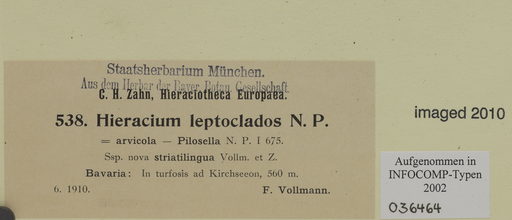 Staatsherbarium München.
Aus dem Herbar der Bayer. Botan. Gesellschaft
C. H. Zahn, Hieraciotheca Europaea.
538. Hieracium leptoclados N. P.
= arvicola — Pilosella N. P. I 675.
Ssp. nova striatilingua Vollm. et Z.
Bavaria: In turfosis ad Kirchseeon, 560 m.
6. 1910. F. Vollmann.
imaged 2010
Aufgenommen in
INFOCOMP-Typen
2002
036464